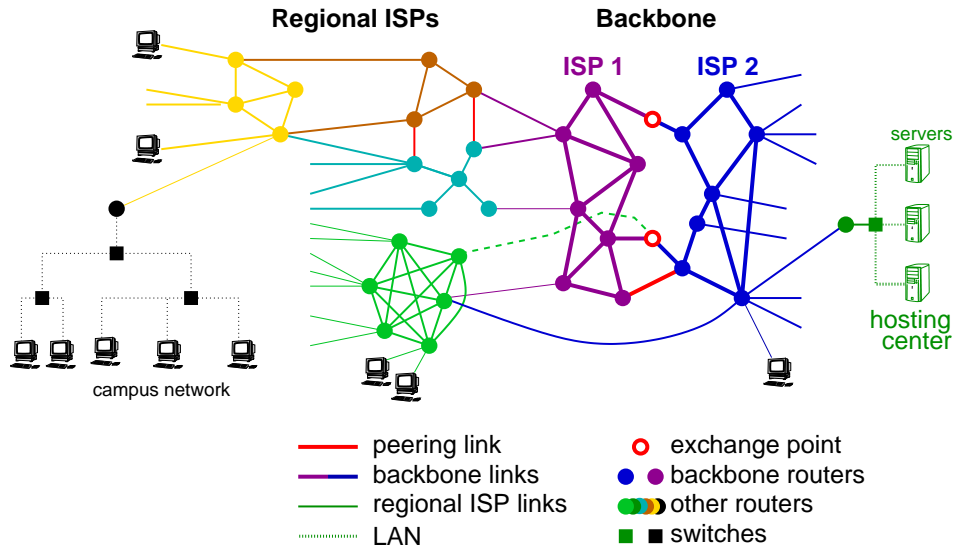 Regional ISPs
Backbone
ISP 1
ISP 2
servers
hosting
center
campus network
peering link
exchange point
backbone links
backbone routers
regional ISP links
other routers
LAN
switches